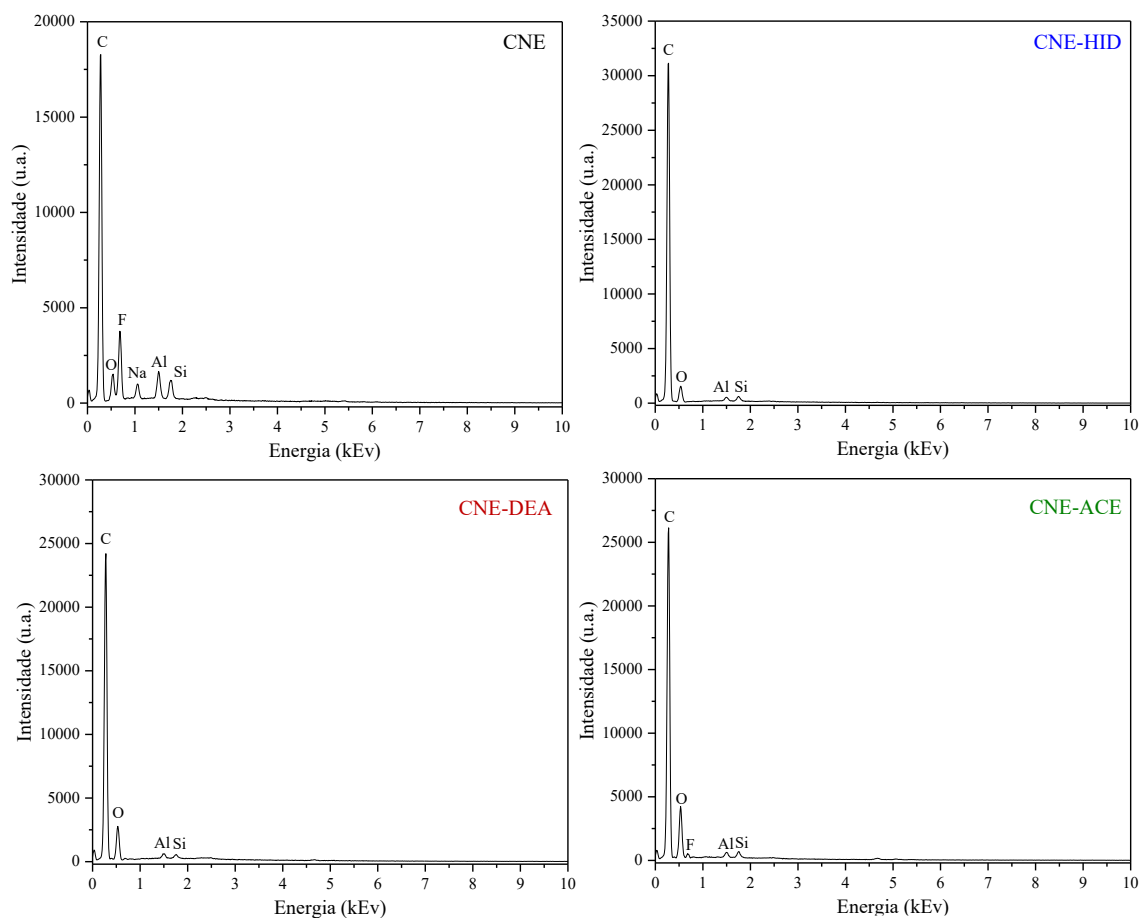 20000
15000
10000
5000
0
Intensidade (u.a.)
CNE
C
O
F
Na
Al
Si
0 1 2 3 4 5 6 7 8 9 10
Energia (kEv)
35000
30000
25000
20000
15000
10000
5000
0
Intensidade (u.a.)
CNE-HID
C
O
Al
Si
0 1 2 3 4 5 6 7 8 9 10
Energia (kEv)
30000
25000
20000
15000
10000
5000
0
Intensidade (u.a.)
CNE-DEA
C
O
Al
Si
0 1 2 3 4 5 6 7 8 9 10
Energia (kEv)
30000
25000
20000
15000
10000
5000
0
Intensidade (u.a.)
CNE-ACE
C
O
F
Al
Si
0 1 2 3 4 5 6 7 8 9 10
Energia (kEv)